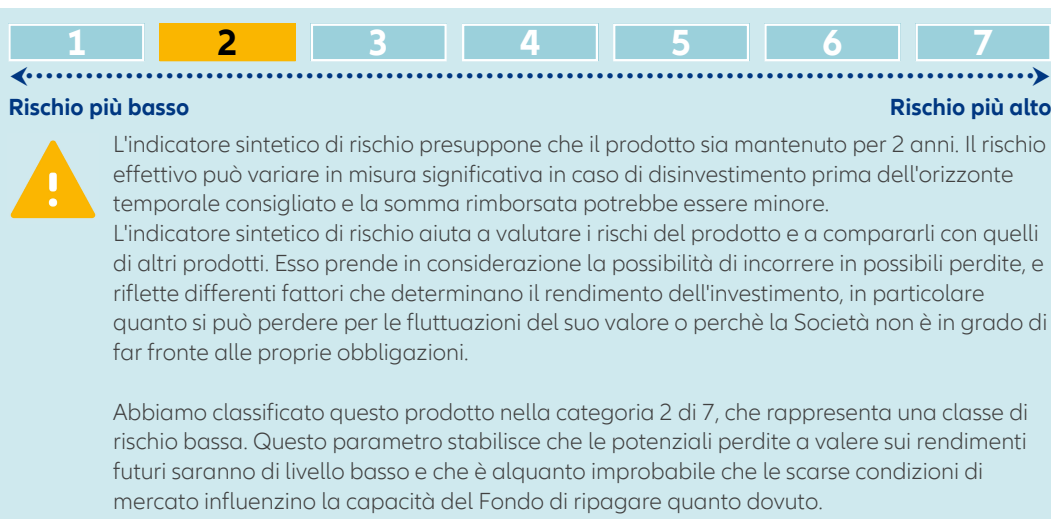 1 2 3 4 5 6 7
Rischio più basso Rischio più alto
L'indicatore sintetico di rischio presuppone che il prodotto sia mantenuto per 2 anni. Il rischio
effettivo può variare in misura significativa in caso di disinvestimento prima dell'orizzonte
temporale consigliato e la somma rimborsata potrebbe essere minore.
L'indicatore sintetico di rischio aiuta a valutare i rischi del prodotto e a compararli con quelli
di altri prodotti. Esso prende in considerazione la possibilità di incorrere in possibili perdite, e
riflette differenti fattori che determinano il rendimento dell'investimento, in particolare
quanto si può perdere per le fluttuazioni del suo valore o perchè la Società non è in grado di
far fronte alle proprie obbligazioni.
Abbiamo classificato questo prodotto nella categoria 2 di 7, che rappresenta una classe di
rischio bassa. Questo parametro stabilisce che le potenziali perdite a valere sui rendimenti
futuri saranno di livello basso e che è alquanto improbabile che le scarse condizioni di
mercato influenzino la capacità del Fondo di ripagare quanto dovuto.